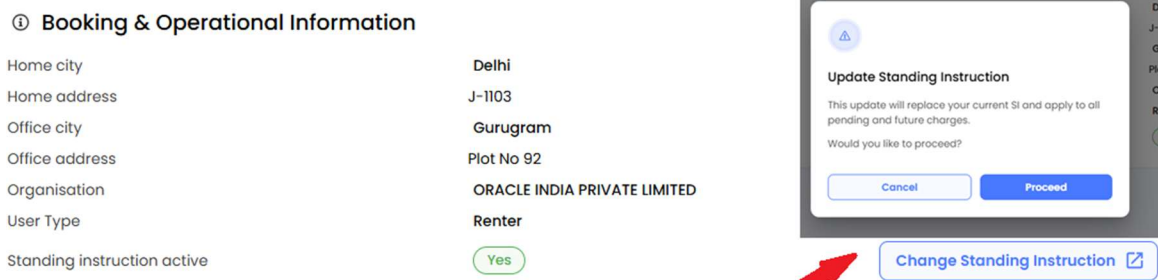 Booking & Operational Information
Home city Delhi
Home address J-1103
Office city Gurugram
Office address Plot No 92
Organisation ORACLE INDIA PRIVATE LIMITED
User Type Renter
Standing instruction active Yes
Update Standing Instruction
This update will replace your current SI and apply to all
pending and future charges.
Would you like to proceed?
Cancel Proceed
Change Standing Instruction